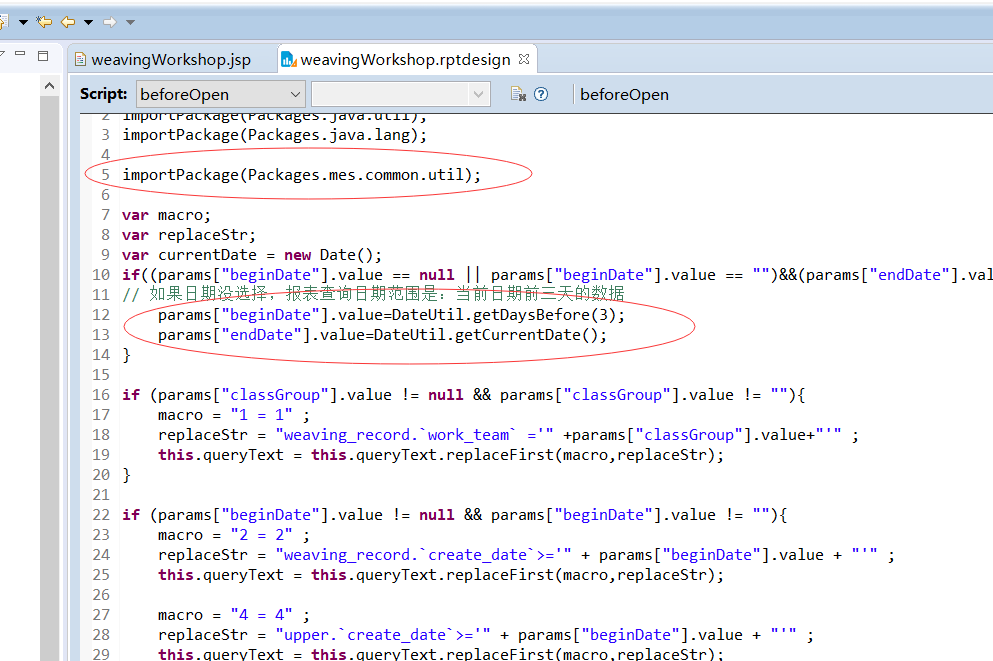 weavingWorkshop.jsp
weavingWorkshop.rptdesign
Script: beforeOpen beforeOpen
2 importPackage(Packages.java.util);
3 importPackage(Packages.java.lang);
4
5 importPackage(Packages.mes.common.util);
6
7 var macro;
8 var replaceStr;
9 var currentDate = new Date();
10 if((params["beginDate"].value == null || params["beginDate"].value == "")&&(params["endDate"].val
11 // 如果日期没选择，报表查询日期范围是：当前日期前三天的数据
12 params["beginDate"].value=DateUtil.getDaysBefore(3);
13 params["endDate"].value=DateUtil.getCurrentDate();
14 }
15
16 if (params["classGroup"].value != null && params["classGroup"].value != ""){
17 macro = "1 = 1" ;
18 replaceStr = "weaving_record.`work_team` ='" +params["classGroup"].value+"'" ;
19 this.queryText = this.queryText.replaceFirst(macro,replaceStr);
20 }
21
22 if (params["beginDate"].value != null && params["beginDate"].value != ""){
23 macro = "2 = 2" ;
24 replaceStr = "weaving_record.`create_date`>='" + params["beginDate"].value + "'" ;
25 this.queryText = this.queryText.replaceFirst(macro,replaceStr);
26
27 macro = "4 = 4" ;
28 replaceStr = "upper.`create_date`>='" + params["beginDate"].value + "'" ;
29 this.queryText = this.queryText.replaceFirst(macro,replaceStr);